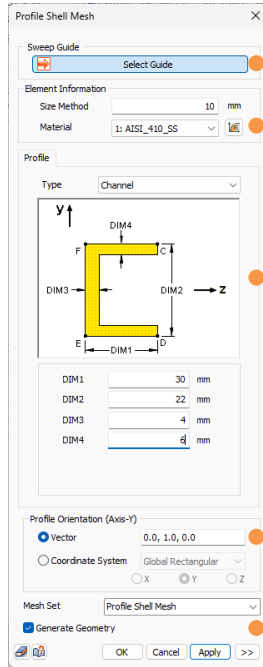 Profile Shell Mesh
Sweep Guide
Select Guide
Element Information
Size Method 10 mm
Material 1: AISI_410_SS
Profile
Type Channel
y
DIM4
F C
DIM3 DIM2 z
E D
DIM1
DIM1 30 mm
DIM2 22 mm
DIM3 4 mm
DIM4 6 mm
Profile Orientation (Axis-Y)
Vector 0.0, 1.0, 0.0
Coordinate System Global Rectangular
X Y Z
Mesh Set Profile Shell Mesh
Generate Geometry
OK Cancel Apply >>